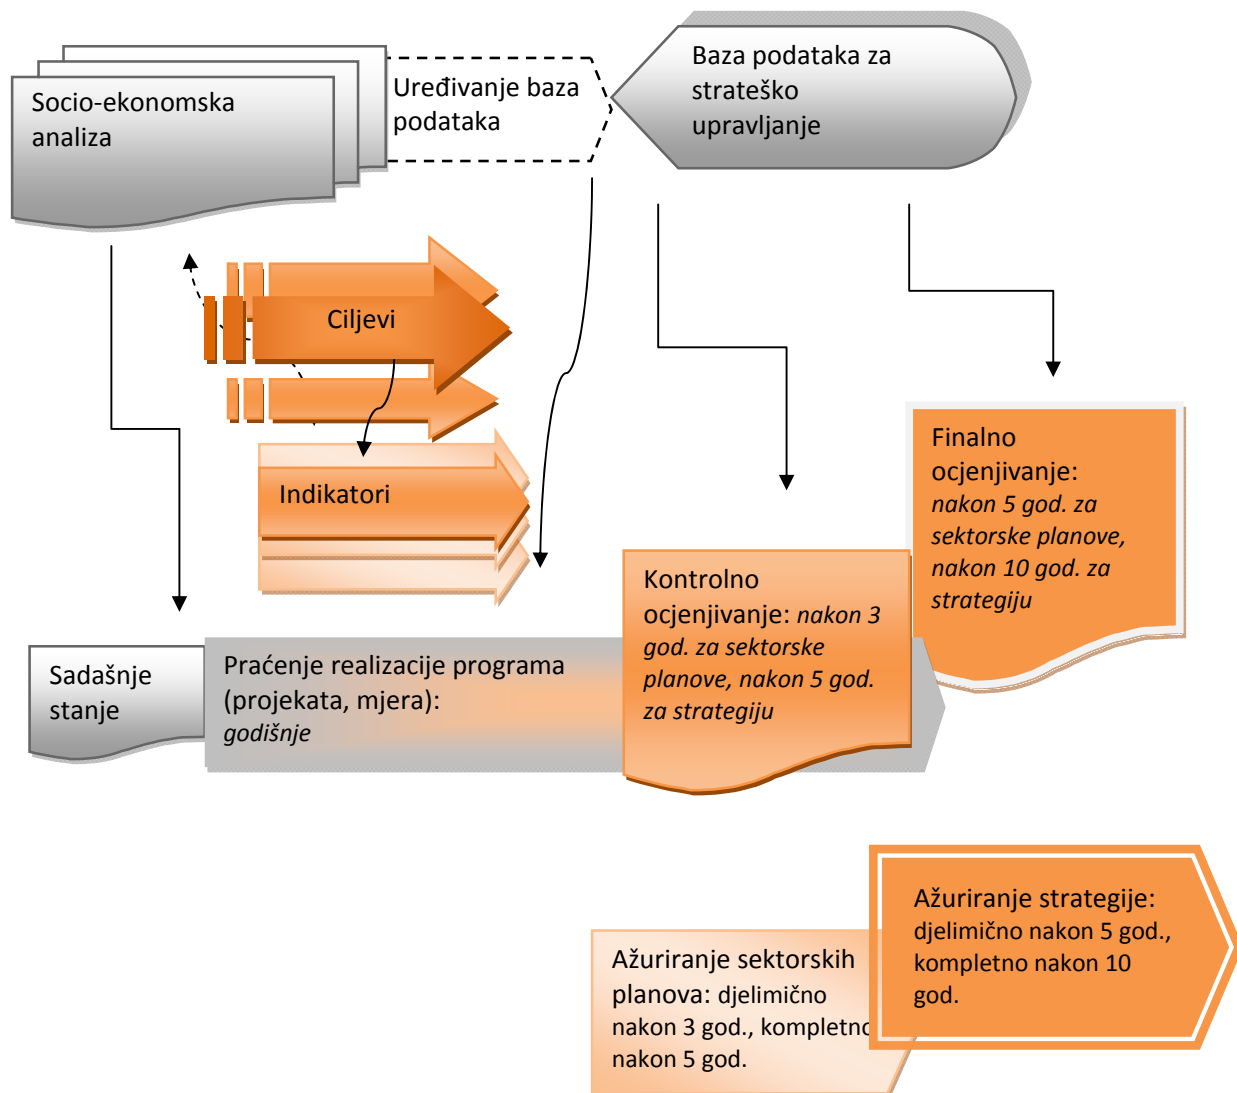 Socio-ekonomska
analiza
Uređivanje baza
podataka
Baza podataka za
strateško
upravljanje
Ciljevi
Indikatori
Finalno
ocjenjivanje:
nakon 5 god. za
sektorske planove,
nakon 10 god. za
strategiju
Kontrolno
ocjenjivanje: nakon 3
god. za sektorske
planove, nakon 5 god.
za strategiju
Sadašnje
stanje
Praćenje realizacije programa
(projekata, mjera):
godišnje
Ažuriranje strategije:
djelimično nakon 5 god.,
kompletno nakon 10
god.
Ažuriranje sektorskih
planova: djelimično
nakon 3 god., kompletno
nakon 5 god.